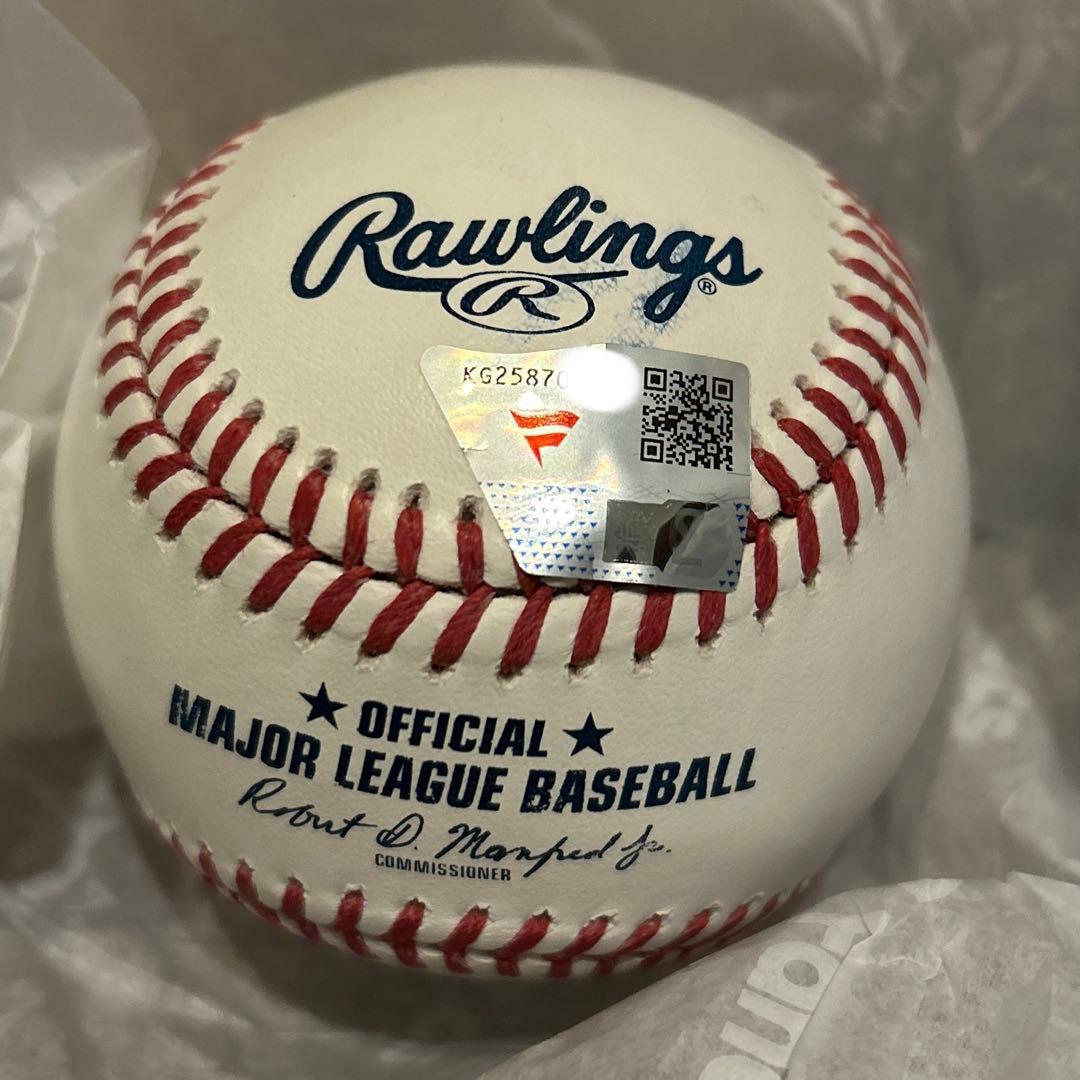 Rawlings®
R
KG25870
★ OFFICIAL ★
MAJOR LEAGUE BASEBALL
Robert D. Manfred Jr.
COMMISSIONER